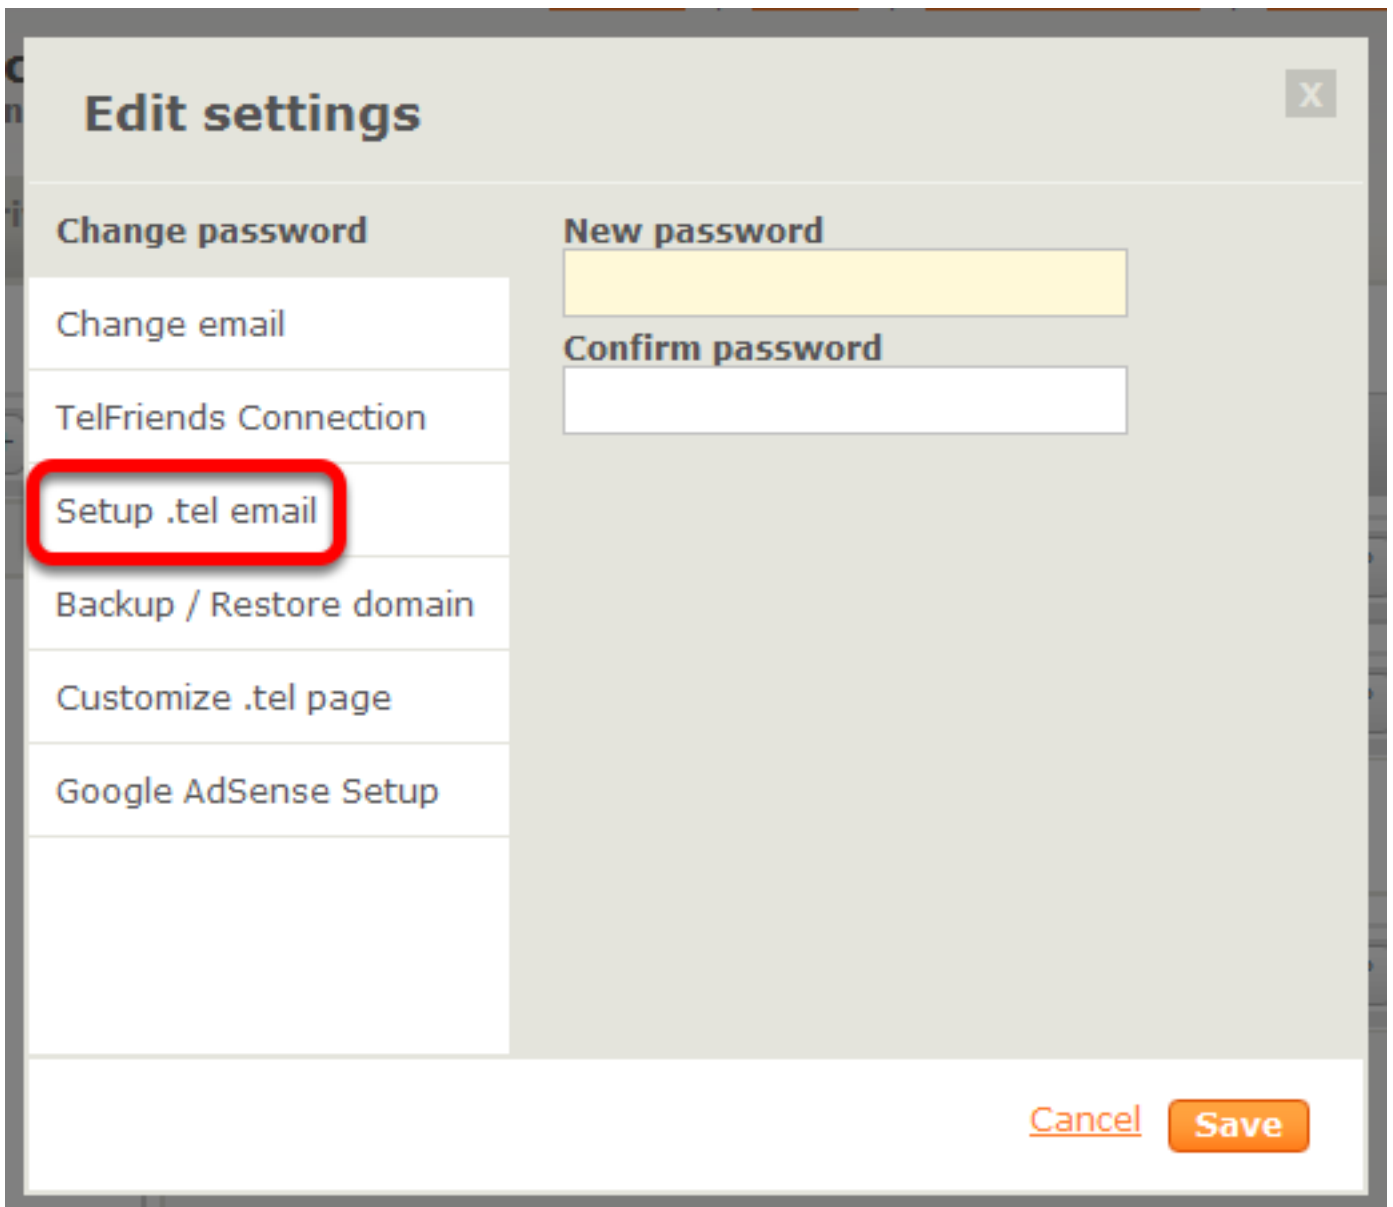 Edit settings
X
Change password
Change email
TelFriends Connection
Setup .tel email
Backup / Restore domain
Customize .tel page
Google AdSense Setup
New password
Confirm password
Cancel
Save